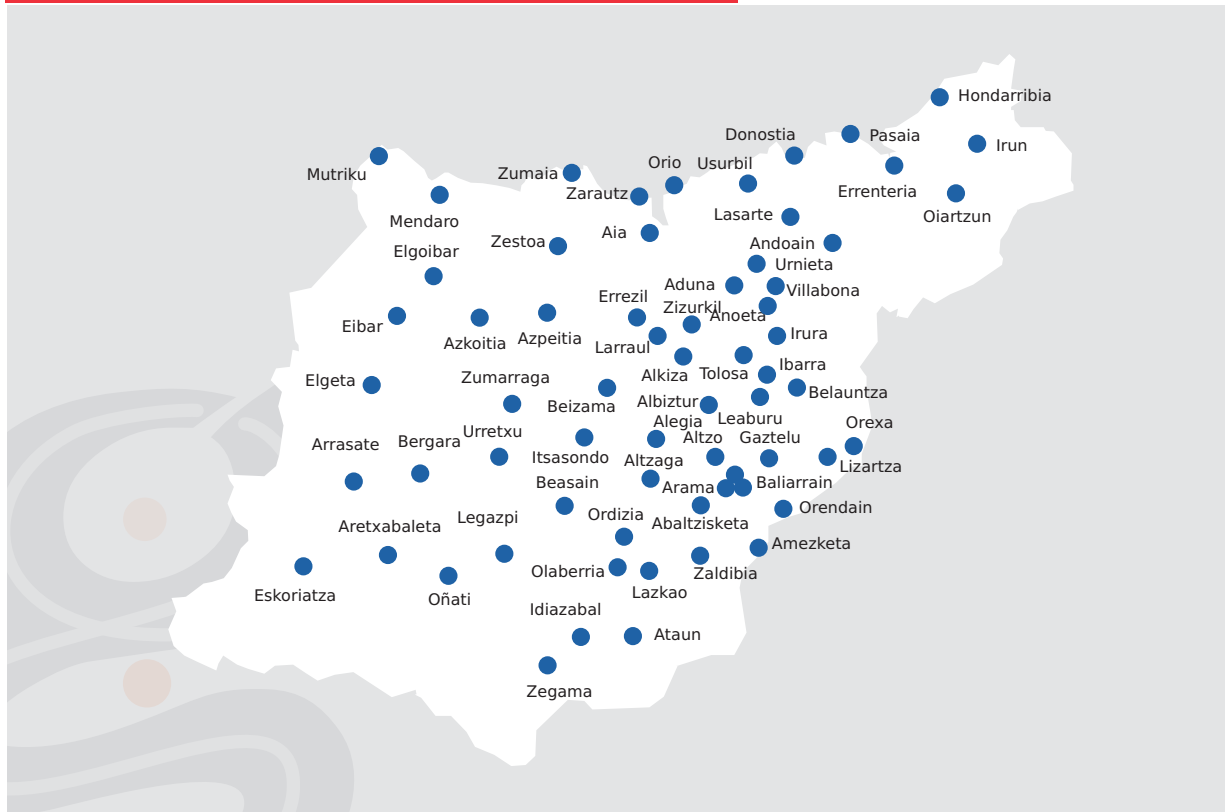 Hondarribia
Donostia
Pasaia
Irun
Mutriku
Zumaia
Orio
Usurbil
Zarautz
Errenteria
Mendaro
Lasarte
Oiartzun
Elgoibar
Zestoa
Aia
Andoain
Urnieta
Aduna
Villabona
Errezil
Zizurkil
Anoeta
Eibar
Azkoitia
Azpeitia
Larraul
Irura
Elgeta
Zumarraga
Alkiza
Tolosa
Ibarra
Belauntza
Beizama
Albiztur
Leaburu
Alegia
Orexa
Arrasate
Bergara
Urretxu
Itsasondo
Altzaga
Altzo
Gaztelu
Lizartza
Beasain
Arama
Baliarrain
Aretxabaleta
Legazpi
Ordizia
Abaltzisketa
Orendain
Amezketa
Eskoriatza
Oñati
Olaberria
Lazkao
Zaldibia
Idiazabal
Ataun
Zegama